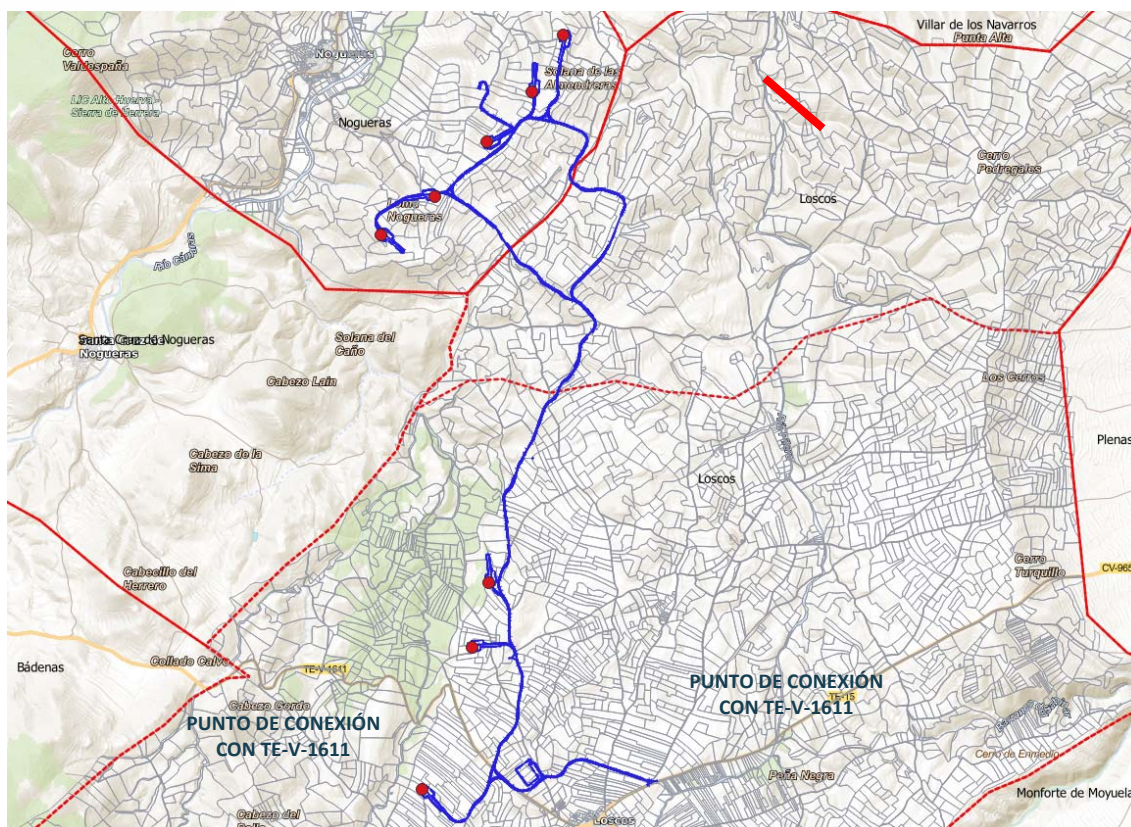 Villar de los Navarros
Punta Alta
Cerro
Valdespaña
Nogueras
Solana de las
Almendreras
LIC Alto Huerva -
Sierra de Herrera
Nogueras
Cerro
Pedregales
Loscos
Loma
Nogueras
Río Cámaras
Santa Cruz de Nogueras
Nogueras
Solana del
Caño
Cabezo Lain
Los Cerros
Plenas
Cabezo de la
Sima
Loscos
Cabecillo del
Herrero
Cerro
Turquillo
CV-965
Bádenas
Collado Calvo
TE-V-1611
PUNTO DE CONEXIÓN
CON TE-V-1611
TE-15
Cabezo Gordo
PUNTO DE CONEXIÓN
CON TE-V-1611
Barranco
Cerro de Enmedio
Peña Negra
Monforte de Moyuela
Cabezo del
Loscos